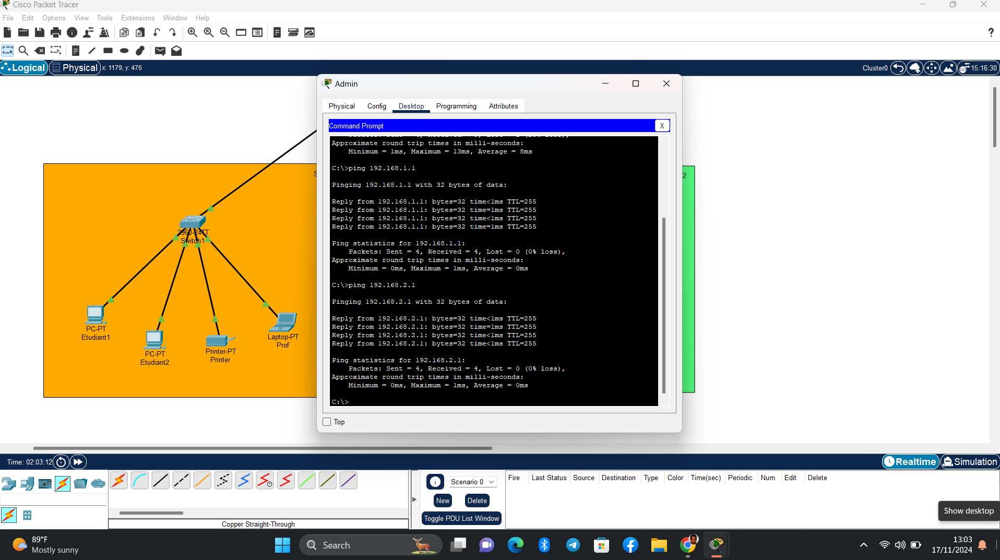 Cisco Packet Tracer
File Edit Options View Tools Extensions Window Help
?
Logical Physical x: 1179, y: 476
Cluster0 15:16:30
Admin
Physical Config Desktop Programming Attributes
Command Prompt X
Approximate round trip times in milli-seconds:
Minimum = 1ms, Maximum = 13ms, Average = 8ms
C:\>ping 192.168.1.1
Pinging 192.168.1.1 with 32 bytes of data:
Reply from 192.168.1.1: bytes=32 time<1ms TTL=255
Reply from 192.168.1.1: bytes=32 time=1ms TTL=255
Reply from 192.168.1.1: bytes=32 time<1ms TTL=255
Reply from 192.168.1.1: bytes=32 time=1ms TTL=255
Ping statistics for 192.168.1.1:
Packets: Sent = 4, Received = 4, Lost = 0 (0% loss),
Approximate round trip times in milli-seconds:
Minimum = 0ms, Maximum = 1ms, Average = 0ms
C:\>ping 192.168.2.1
Pinging 192.168.2.1 with 32 bytes of data:
Reply from 192.168.2.1: bytes=32 time<1ms TTL=255
Reply from 192.168.2.1: bytes=32 time=1ms TTL=255
Reply from 192.168.2.1: bytes=32 time<1ms TTL=255
Reply from 192.168.2.1: bytes=32 time<1ms TTL=255
Ping statistics for 192.168.2.1:
Packets: Sent = 4, Received = 4, Lost = 0 (0% loss),
Approximate round trip times in milli-seconds:
Minimum = 0ms, Maximum = 1ms, Average = 0ms
C:\>
Top
2
2960-24TT
Switch1
PC-PT
Etudiant1
PC-PT
Etudiant2
Printer-PT
Printer
Laptop-PT
Prof
Time: 02:03:12
Realtime Simulation
Copper Straight-Through
Scenario 0
New Delete
Toggle PDU List Window
Fire Last Status Source Destination Type Color Time(sec) Periodic Num Edit Delete
Show desktop
89°F
Mostly sunny
Search
13:03
17/11/2024